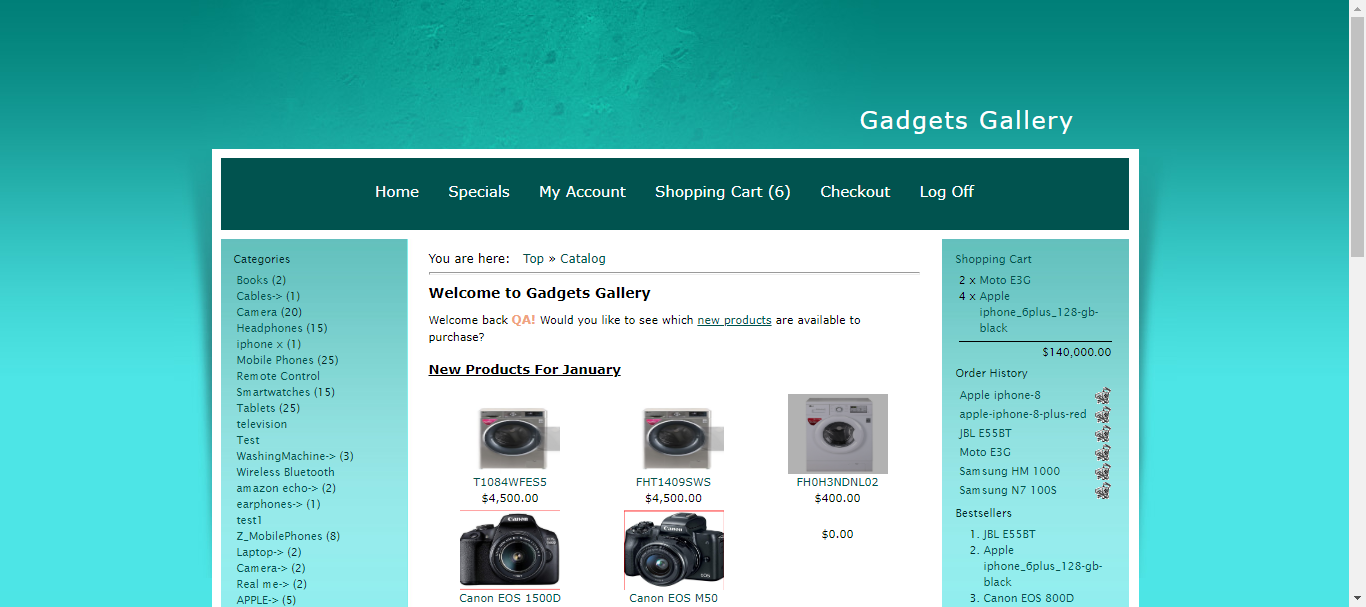 Gadgets Gallery
Home Specials My Account Shopping Cart (6) Checkout Log Off
Categories
Books (2)
Cables-> (1)
Camera (20)
Headphones (15)
iphone x (1)
Mobile Phones (25)
Remote Control
Smartwatches (15)
Tablets (25)
television
Test
WashingMachine-> (3)
Wireless Bluetooth
amazon echo-> (2)
earphones-> (1)
test1
Z_MobilePhones (8)
Laptop-> (2)
Camera-> (2)
Real me-> (2)
APPLE-> (5)
You are here: Top » Catalog
Welcome to Gadgets Gallery
Welcome back QA! Would you like to see which new products are available to
purchase?
New Products For January
T1084WFES5
$4,500.00
FHT1409SWS
$4,500.00
FH0H3NDNL02
$400.00
Canon
Canon EOS 1500D
Canon
EOS
Canon EOS M50
$0.00
Shopping Cart
2 x Moto E3G
4 x Apple
iphone_6plus_128-gb-
black
$140,000.00
Order History
Apple iphone-8
apple-iphone-8-plus-red
JBL E55BT
Moto E3G
Samsung HM 1000
Samsung N7 100S
Bestsellers
1. JBL E55BT
2. Apple
iphone_6plus_128-gb-
black
3. Canon EOS 800D